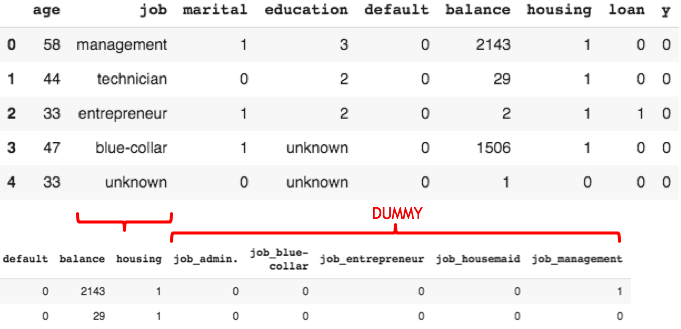 age job marital education default balance housing loan y
0 58 management 1 3 0 2143 1 0 0
1 44 technician 0 2 0 29 1 0 0
2 33 entrepreneur 1 2 0 2 1 1 0
3 47 blue-collar 1 unknown 0 1506 1 0 0
4 33 unknown 0 unknown 0 1 0 0 0
DUMMY
default balance housing job_admin. job_blue-collar job_entrepreneur job_housemaid job_management
0 2143 1 0 0 0 0 1
0 29 1 0 0 0 0 0